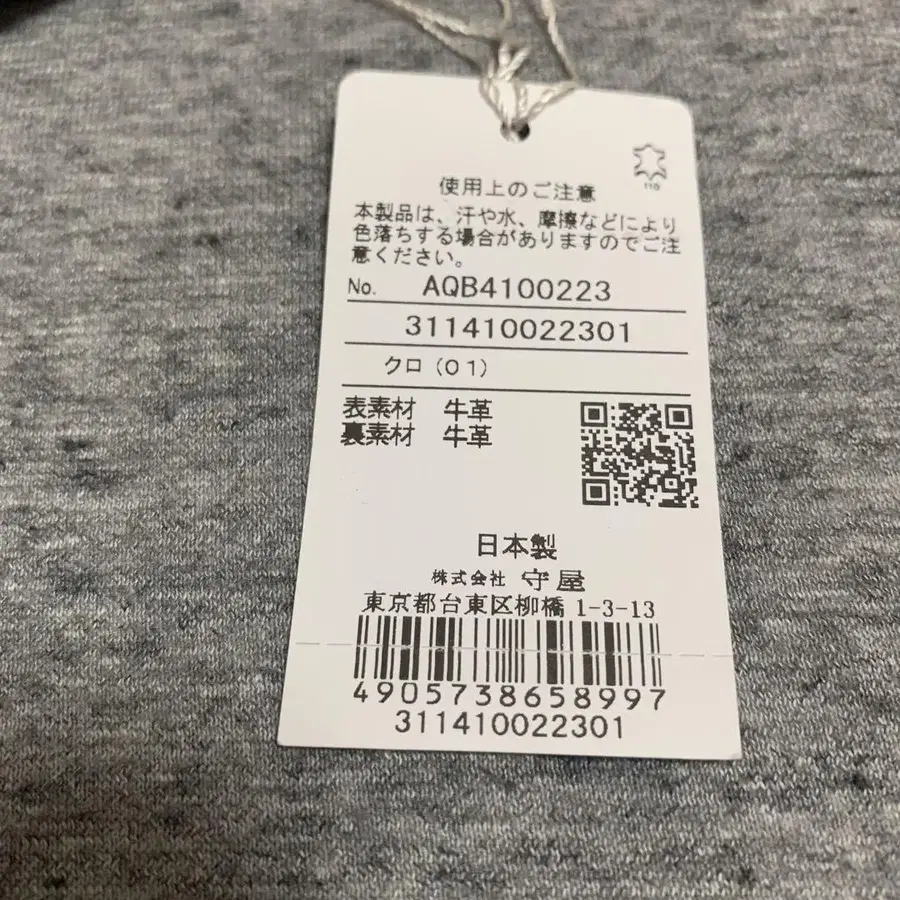 110
使用上のご注意
本製品は、汗や水、摩擦などにより
色落ちする場合がありますのでご注
意ください。
No. AQB4100223
311410022301
クロ（01）
表素材 牛革
裏素材 牛革
日本製
株式会社 守屋
東京都台東区柳橋 1-3-13
4905738658997
311410022301